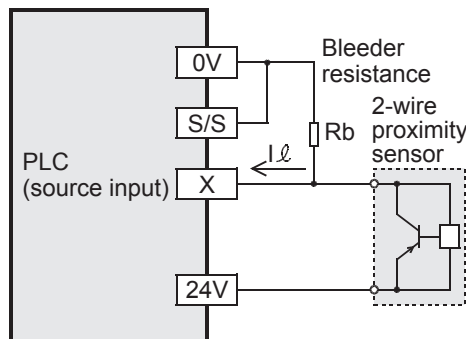 0V
Bleeder
resistance
S/S
2-wire
proximity
sensor
Rb
Iℓ
PLC
(source input)
X
24V